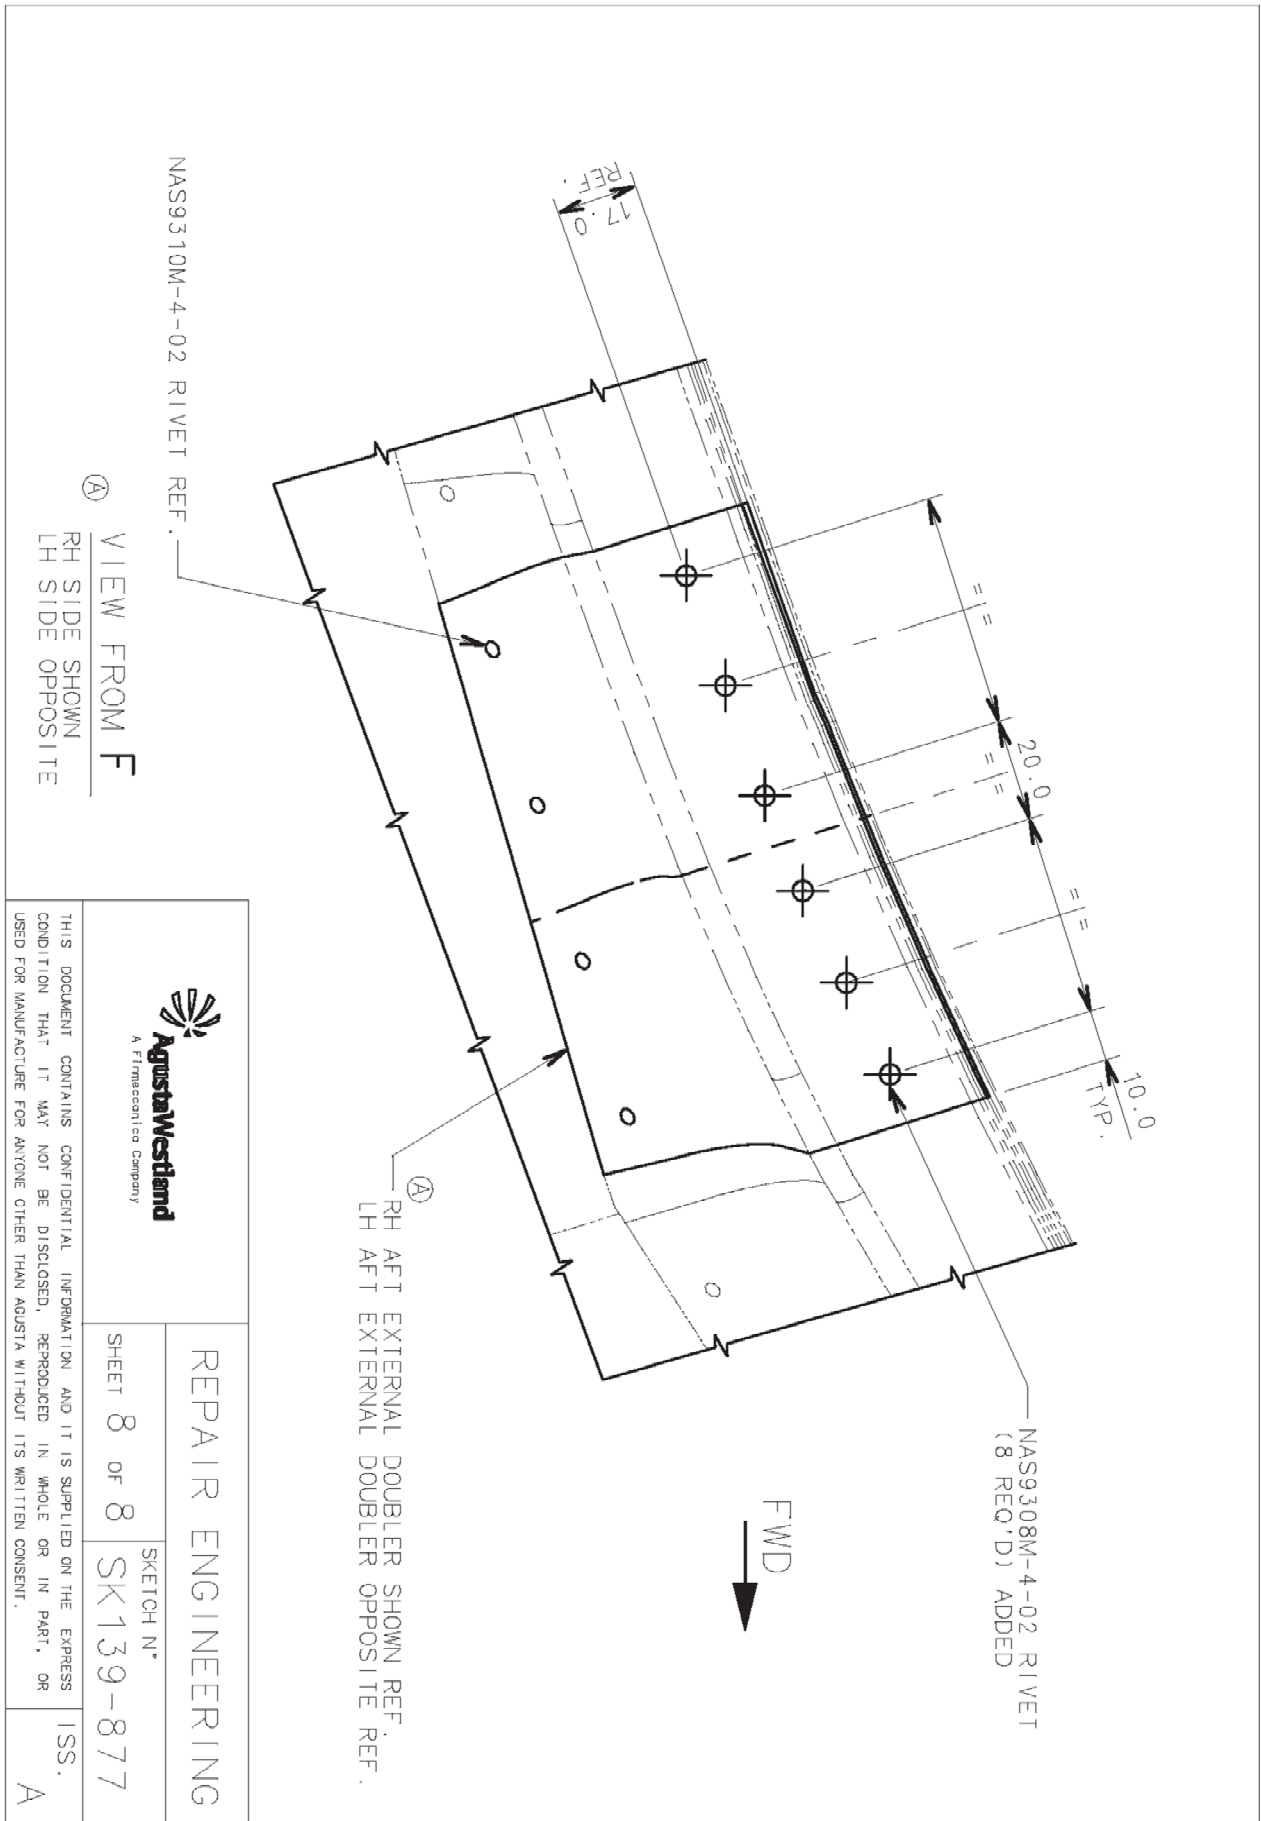 17.0
REF.
=
=
20.0
=
=
=
=
10.0
TYP.
NAS9308M-4-02 RIVET
(8 REQ'D) ADDED
FWD
NAS9310M-4-02 RIVET REF.
A
RH AFT EXTERNAL DOUBLER SHOWN REF.
LH AFT EXTERNAL DOUBLER OPPOSITE REF.
A
VIEW FROM F
RH SIDE SHOWN
LH SIDE OPPOSITE
AgustaWestland
A Finmeccanica Company
REPAIR ENGINEERING
SHEET 8 OF 8
SKETCH N°
SK139-877
THIS DOCUMENT CONTAINS CONFIDENTIAL INFORMATION AND IT IS SUPPLIED ON THE EXPRESS
CONDITION THAT IT MAY NOT BE DISCLOSED, REPRODUCED IN WHOLE OR IN PART, OR
USED FOR MANUFACTURE FOR ANYONE OTHER THAN AGUSTA WITHOUT ITS WRITTEN CONSENT.
ISS.
A